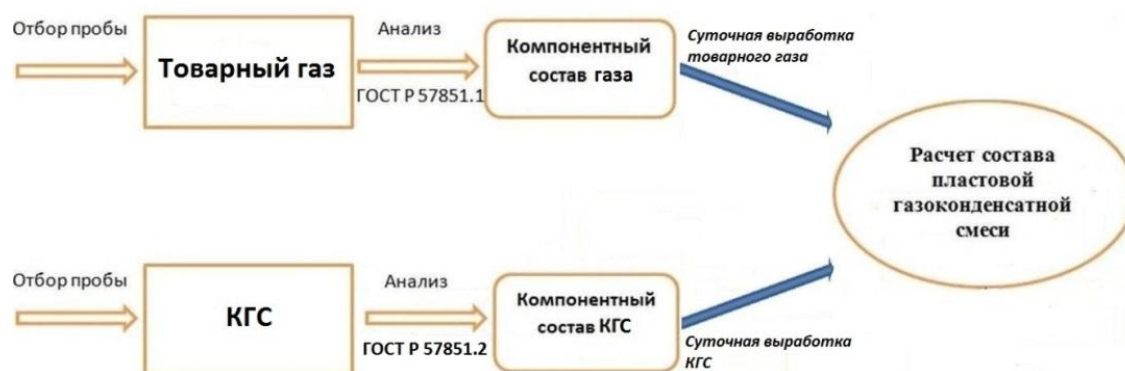 Отбор пробы
Товарный газ
Анализ
ГОСТ Р 57851.1
Компонентный
состав газа
Суточная выработка
товарного газа
Расчет состава
пластовой
газоконденсатной
смеси
Отбор пробы
КГС
Анализ
ГОСТ Р 57851.2
Компонентный
состав КГС
Суточная выработка
КГС